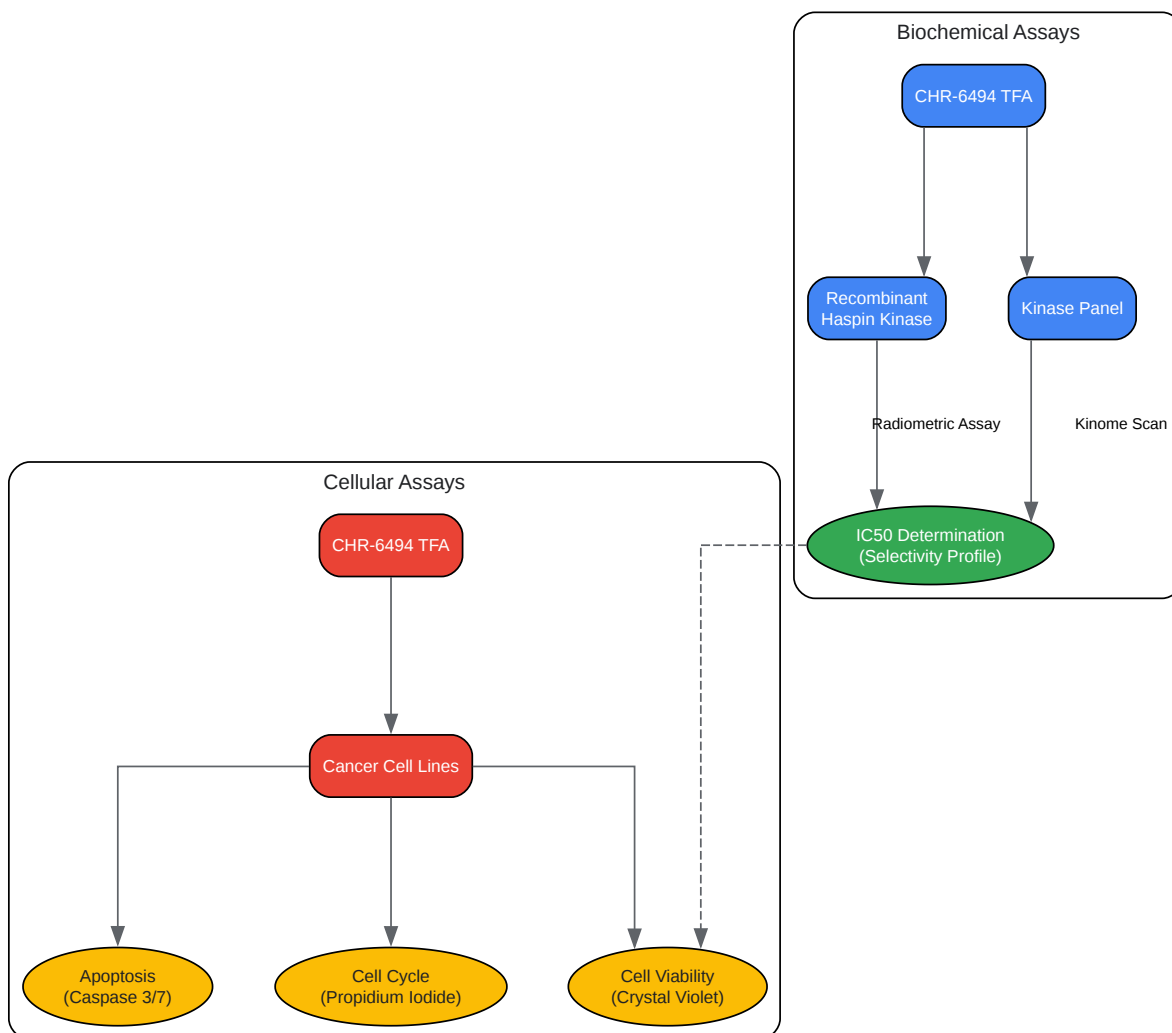 Biochemical Assays
CHR-6494 TFA
Recombinant
Haspin Kinase
Kinase Panel
Radiometric Assay
Kinome Scan
IC50 Determination
(Selectivity Profile)
Cellular Assays
CHR-6494 TFA
Cancer Cell Lines
Apoptosis
(Caspase 3/7)
Cell Cycle
(Propidium Iodide)
Cell Viability
(Crystal Violet)